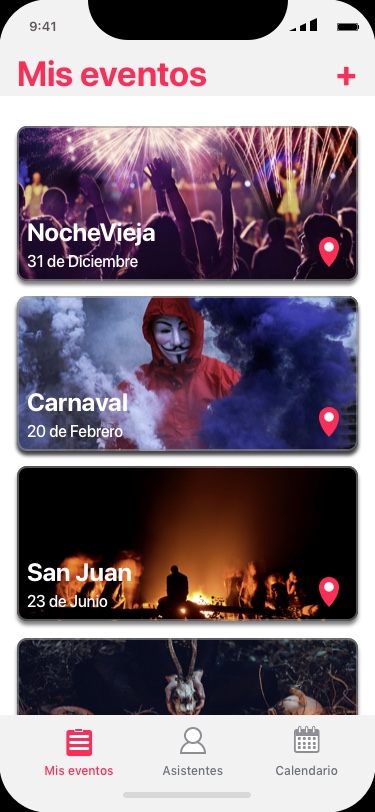 9:41
Mis eventos
+
NocheVieja
31 de Diciembre
Carnaval
20 de Febrero
San Juan
23 de Junio
Mis eventos
Asistentes
Calendario